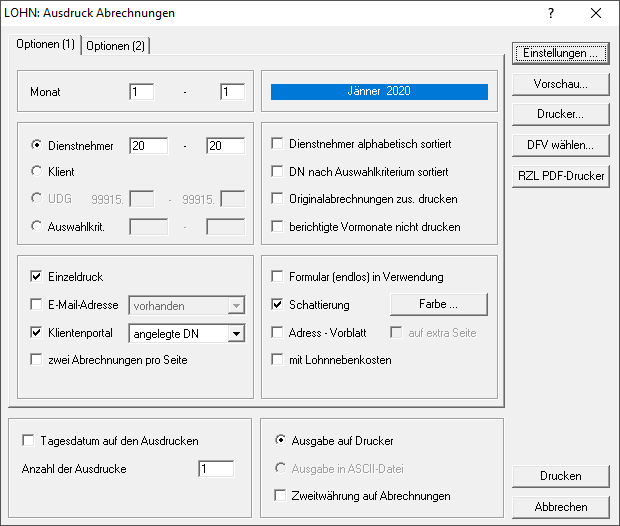 LOHN: Ausdruck Abrechnungen ?
Optionen (1) Optionen (2)
Monat 1 - 1
Jänner 2020
Dienstnehmer 20 - 20
Klient
UDG 99915. - 99915.
Auswahlkrit. -
Dienstnehmer alphabetisch sortiert
DN nach Auswahlkriterium sortiert
Originalabrechnungen zus. drucken
berichtigte Vormonate nicht drucken
Einzeldruck
E-Mail-Adresse vorhanden
Klientenportal angelegte DN
zwei Abrechnungen pro Seite
Formular (endlos) in Verwendung
Schattierung Farbe ...
Adress - Vorblatt auf extra Seite
mit Lohnnebenkosten
Tagesdatum auf den Ausdrucken
Anzahl der Ausdrucke 1
Ausgabe auf Drucker
Ausgabe in ASCII-Datei
Zweitwährung auf Abrechnungen
Einstellungen ...
Vorschau...
Drucker...
DFV wählen...
RZL PDF-Drucker
Drucken
Abbrechen